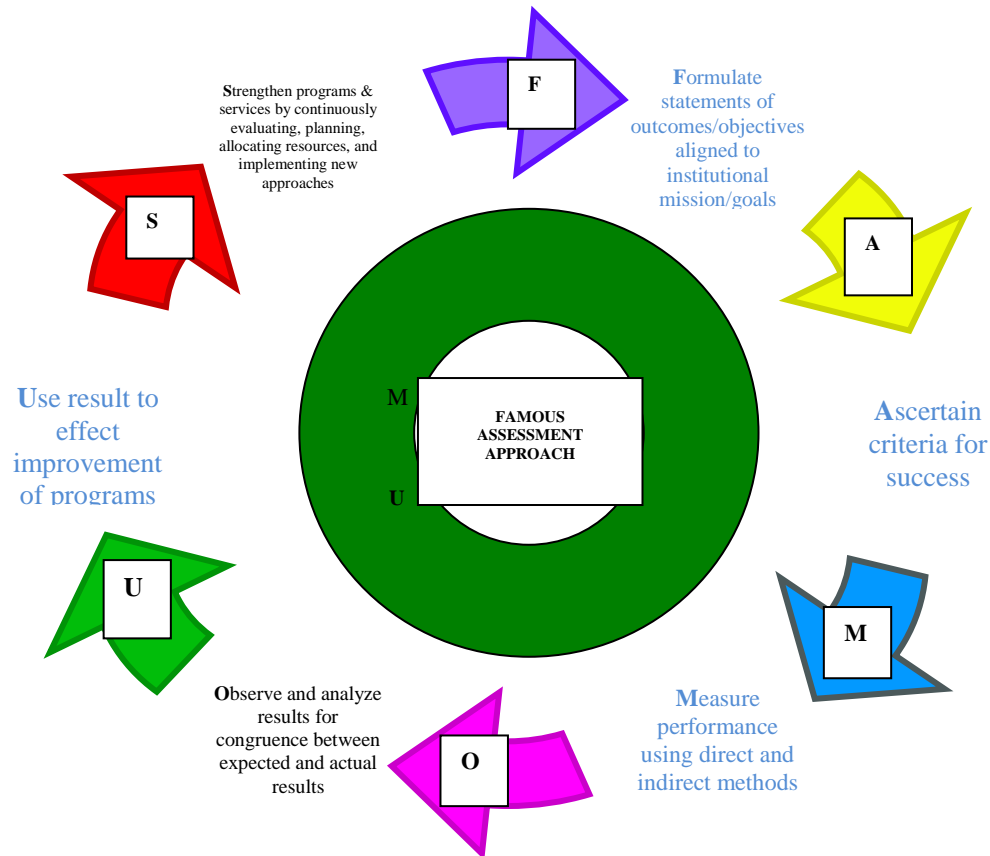 F
Formulate
statements of
outcomes/objectives
aligned to
institutional
mission/goals
A
Ascertain
criteria for
success
M
Measure
performance
using direct and
indirect methods
O
Observe and analyze
results for
congruence between
expected and actual
results
U
Use result to
effect
improvement
of programs
S
Strengthen programs &
services by continuously
evaluating, planning,
allocating resources, and
implementing new
approaches
M
FAMOUS
ASSESSMENT
APPROACH
U